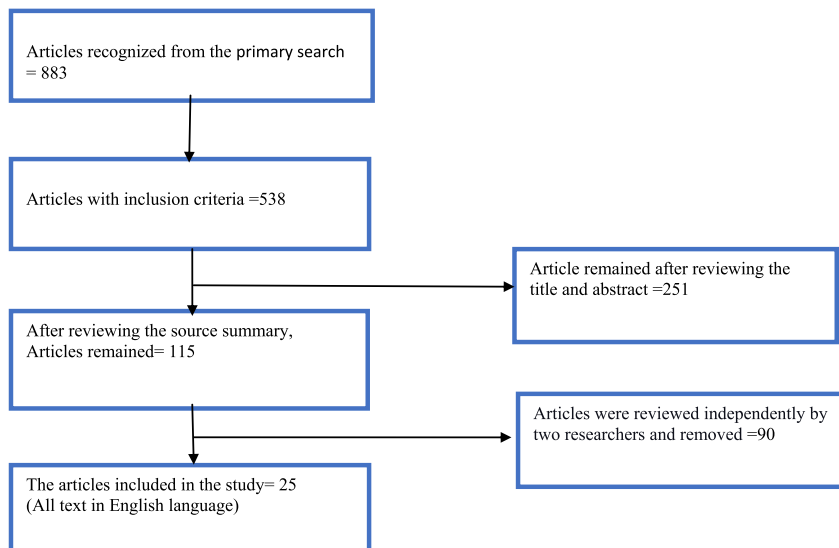 Articles recognized from the primary search
= 883
Articles with inclusion criteria =538
Article remained after reviewing the
title and abstract =251
After reviewing the source summary,
Articles remained= 115
Articles were reviewed independently by
two researchers and removed =90
The articles included in the study= 25
(All text in English language)